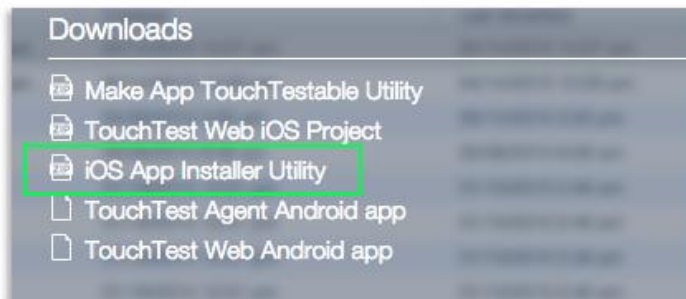 Downloads
Make App TouchTestable Utility
TouchTest Web iOS Project
iOS App Installer Utility
TouchTest Agent Android app
TouchTest Web Android app